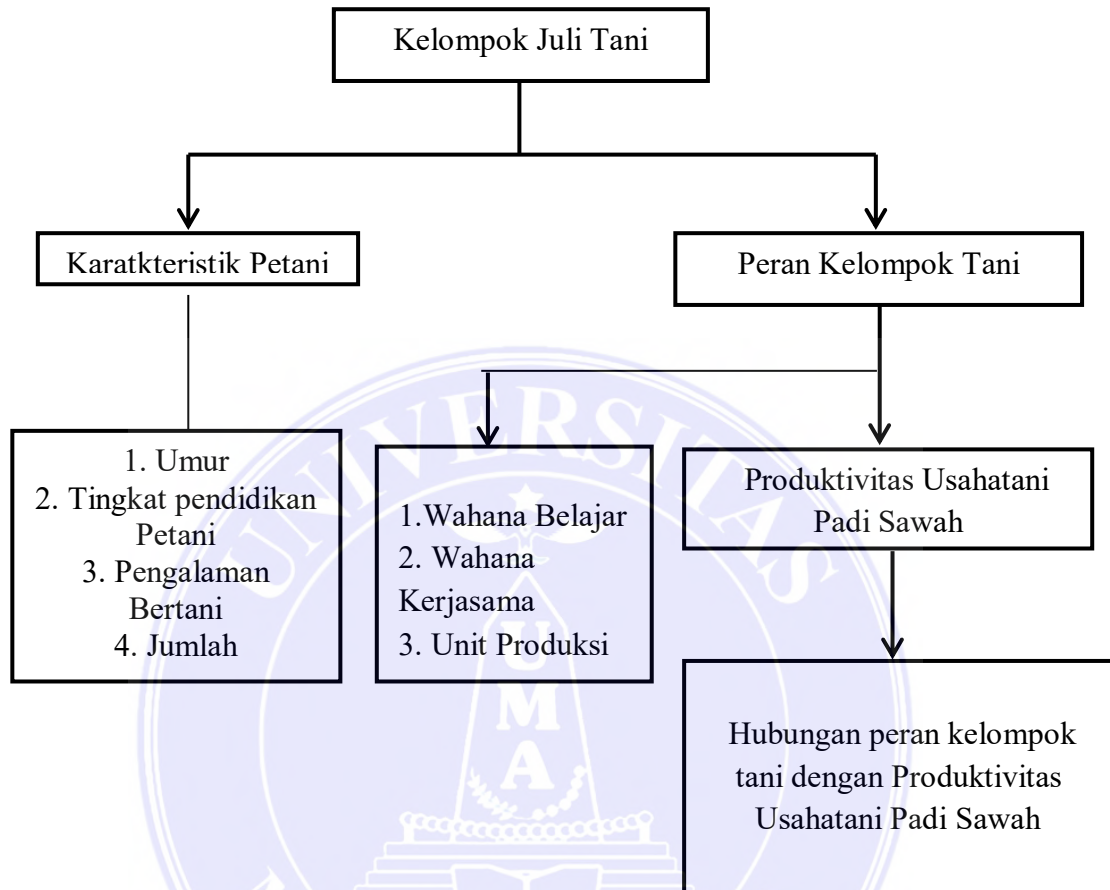 Kelompok Juli Tani
Karatkteristik Petani
Peran Kelompok Tani
1. Umur
2. Tingkat pendidikan
Petani
3. Pengalaman
Bertani
4. Jumlah
1.Wahana Belajar
2. Wahana
Kerjasama
3. Unit Produksi
Produktivitas Usahatani
Padi Sawah
Hubungan peran kelompok
tani dengan Produktivitas
Usahatani Padi Sawah
UNIVERSITAS
U
M
A